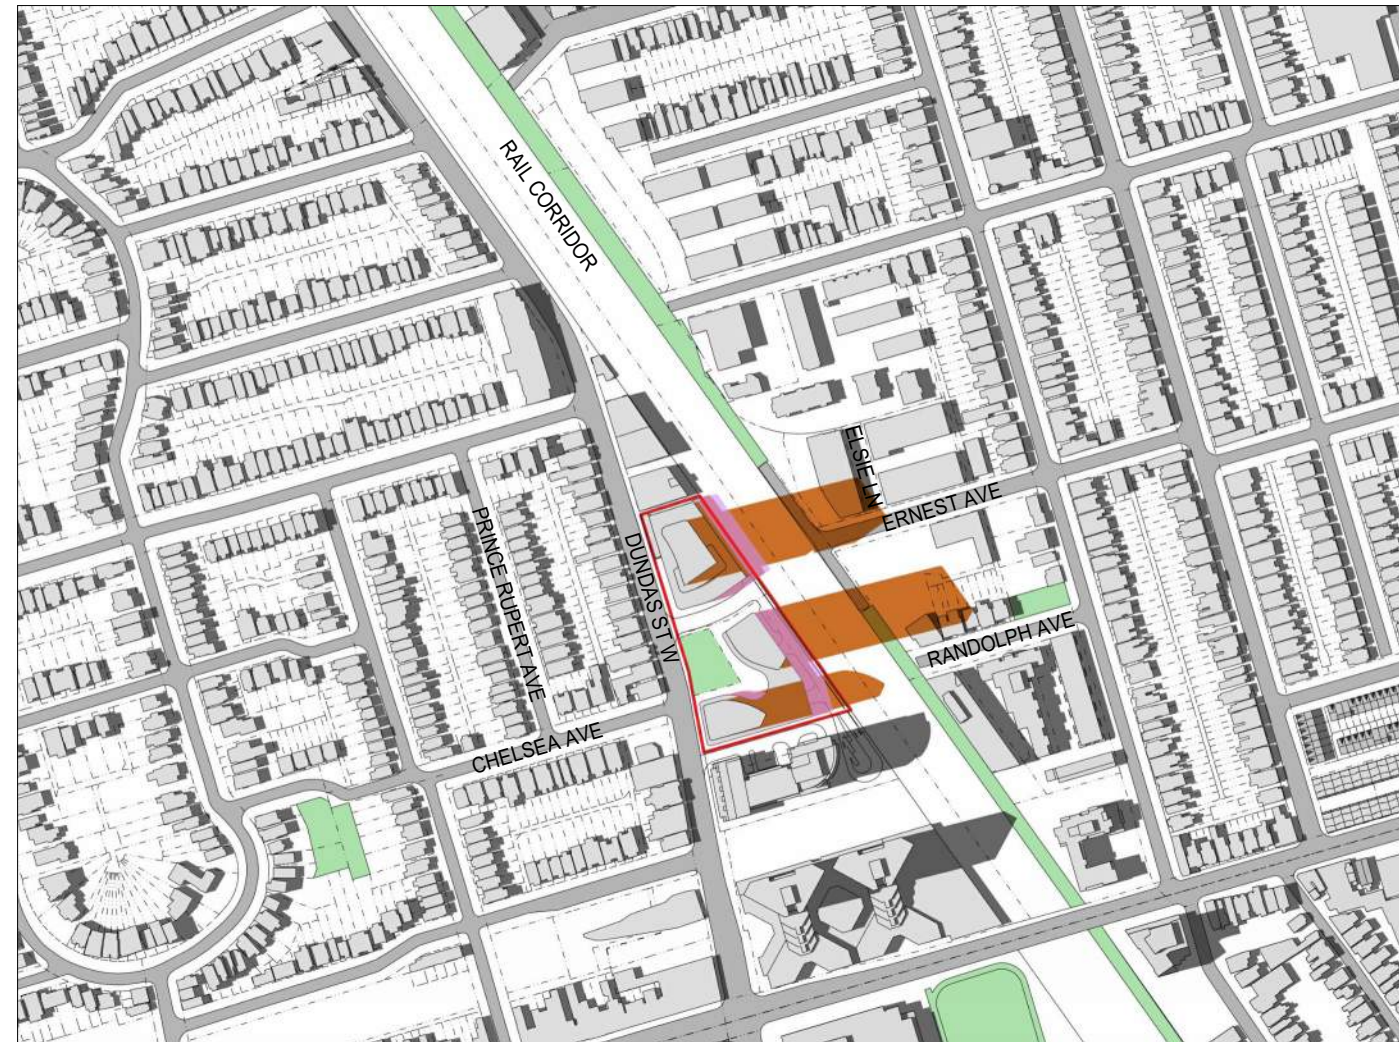 RAIL CORRIDOR
ELSIE LN
ERNEST AVE
PRINCE RUPERT AVE
DUNDAS ST W
RANDOLPH AVE
CHELSEA AVE